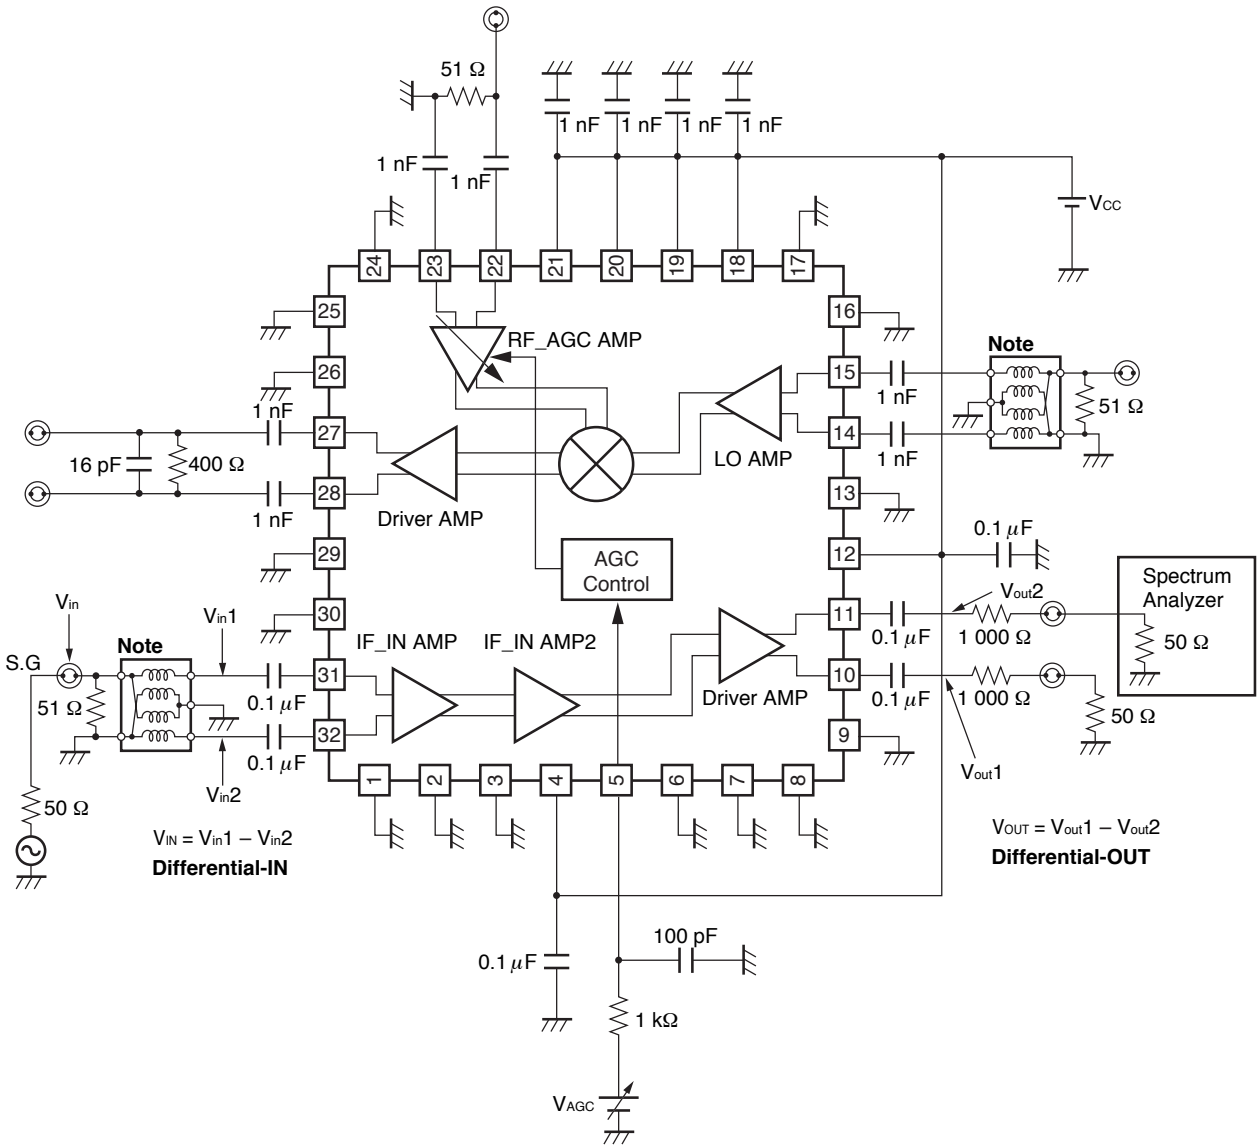 51 Ω
1 nF
1 nF
1 nF
1 nF
1 nF
1 nF
VCC
24
23
22
21
20
19
18
17
25
16
RF_AGC AMP
Note
26
15
1 nF
51 Ω
1 nF
27
14
LO AMP
1 nF
16 pF
400 Ω
28
13
1 nF
Driver AMP
0.1 μF
29
AGC
Control
12
Spectrum
Analyzer
Vin
Vin1
30
11
Vout2
0.1 μF
1 000 Ω
50 Ω
Note
IF_IN AMP
IF_IN AMP2
S.G
31
10
0.1 μF
Driver AMP
0.1 μF
1 000 Ω
51 Ω
50 Ω
32
9
0.1 μF
Vin2
Vout1
1
2
3
4
5
6
7
8
50 Ω
VIN = Vin1 – Vin2
Differential-IN
VOUT = Vout1 – Vout2
Differential-OUT
100 pF
0.1 μF
1 kΩ
VAGC